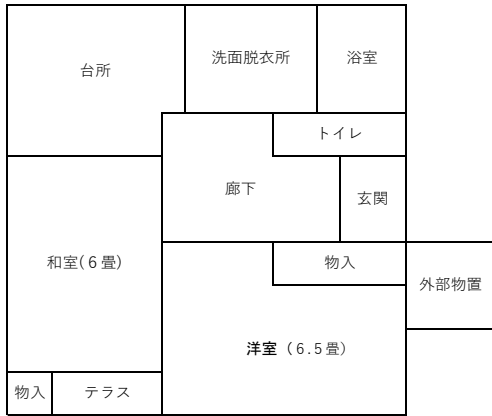 台所
洗面脱衣所
浴室
トイレ
廊下
玄関
和室(６畳)
物入
外部物置
洋室（6.5畳）
物入
テラス